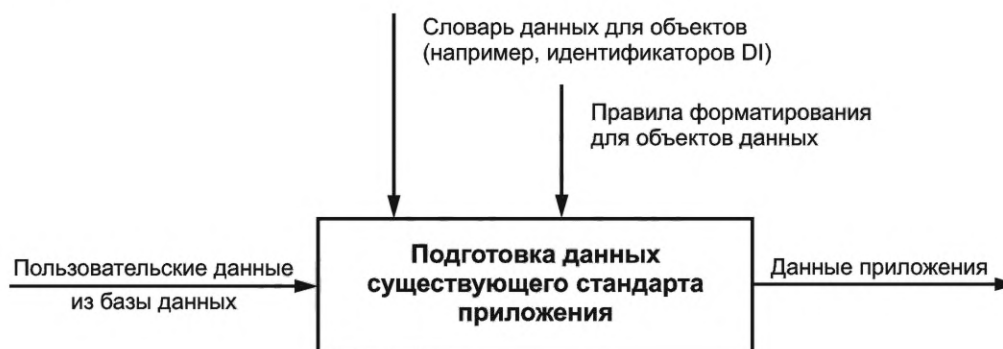 Словарь данных для объектов
(например, идентификаторов DI)
Правила форматирования
для объектов данных
Пользовательские данные
из базы данных
Подготовка данных
существующего стандарта
приложения
Данные приложения